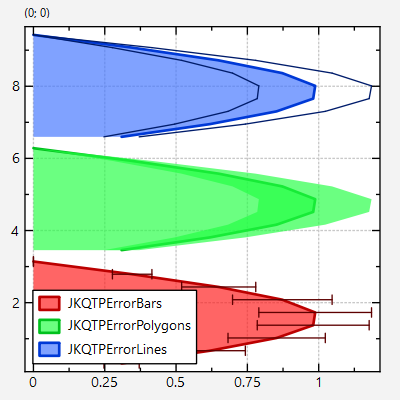 (0; 0)
8
6
4
2
JKQTPErrorBars
JKQTPErrorPolygons
JKQTPErrorLines
0 0.25 0.5 0.75 1